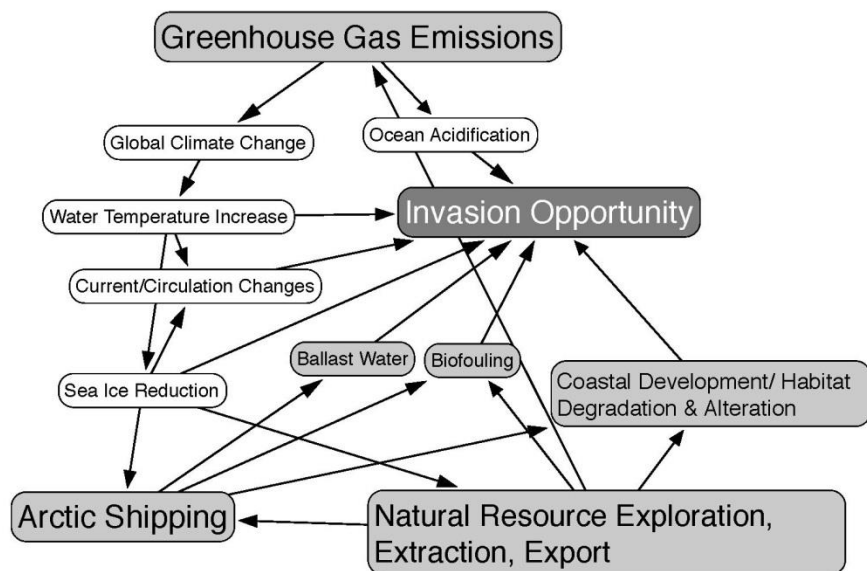 Greenhouse Gas Emissions
Global Climate Change
Ocean Acidification
Water Temperature Increase
Invasion Opportunity
Current/Circulation Changes
Ballast Water
Biofouling
Sea Ice Reduction
Coastal Development/ Habitat
Degradation & Alteration
Arctic Shipping
Natural Resource Exploration,
Extraction, Export